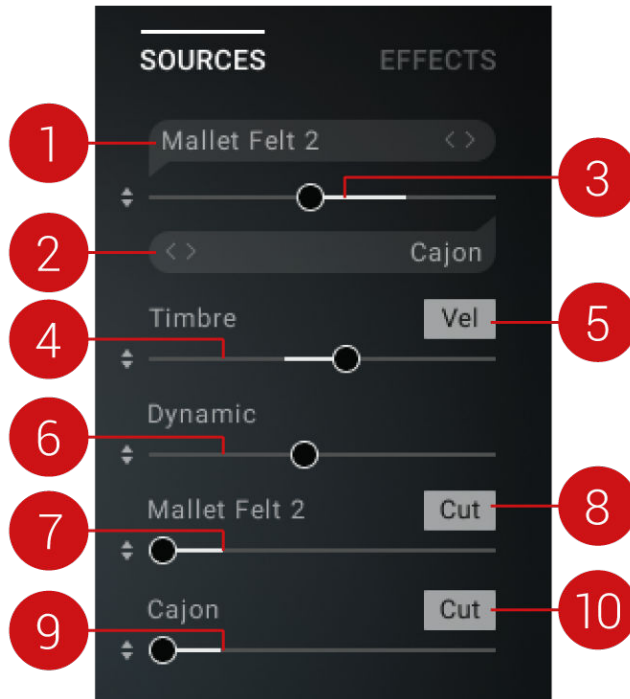 SOURCES EFFECTS
1 Mallet Felt 2 < >
3
2 < > Cajon
Timbre Vel 5
4
Dynamic
6
Mallet Felt 2 Cut 8
7
Cajon Cut 10
9